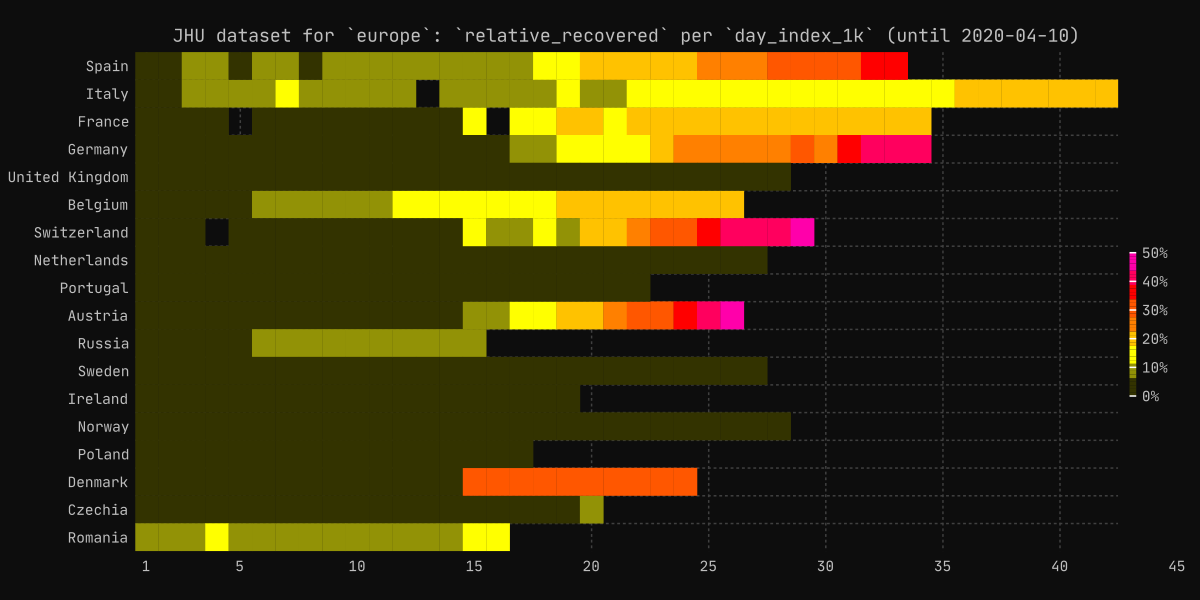 JHU dataset for `europe`: `relative_recovered` per `day_index_1k` (until 2020-04-10)
Spain
Italy
France
Germany
United Kingdom
Belgium
Switzerland
Netherlands
Portugal
Austria
Russia
Sweden
Ireland
Norway
Poland
Denmark
Czechia
Romania
50%
40%
30%
20%
10%
0%
1 5 10 15 20 25 30 35 40 45